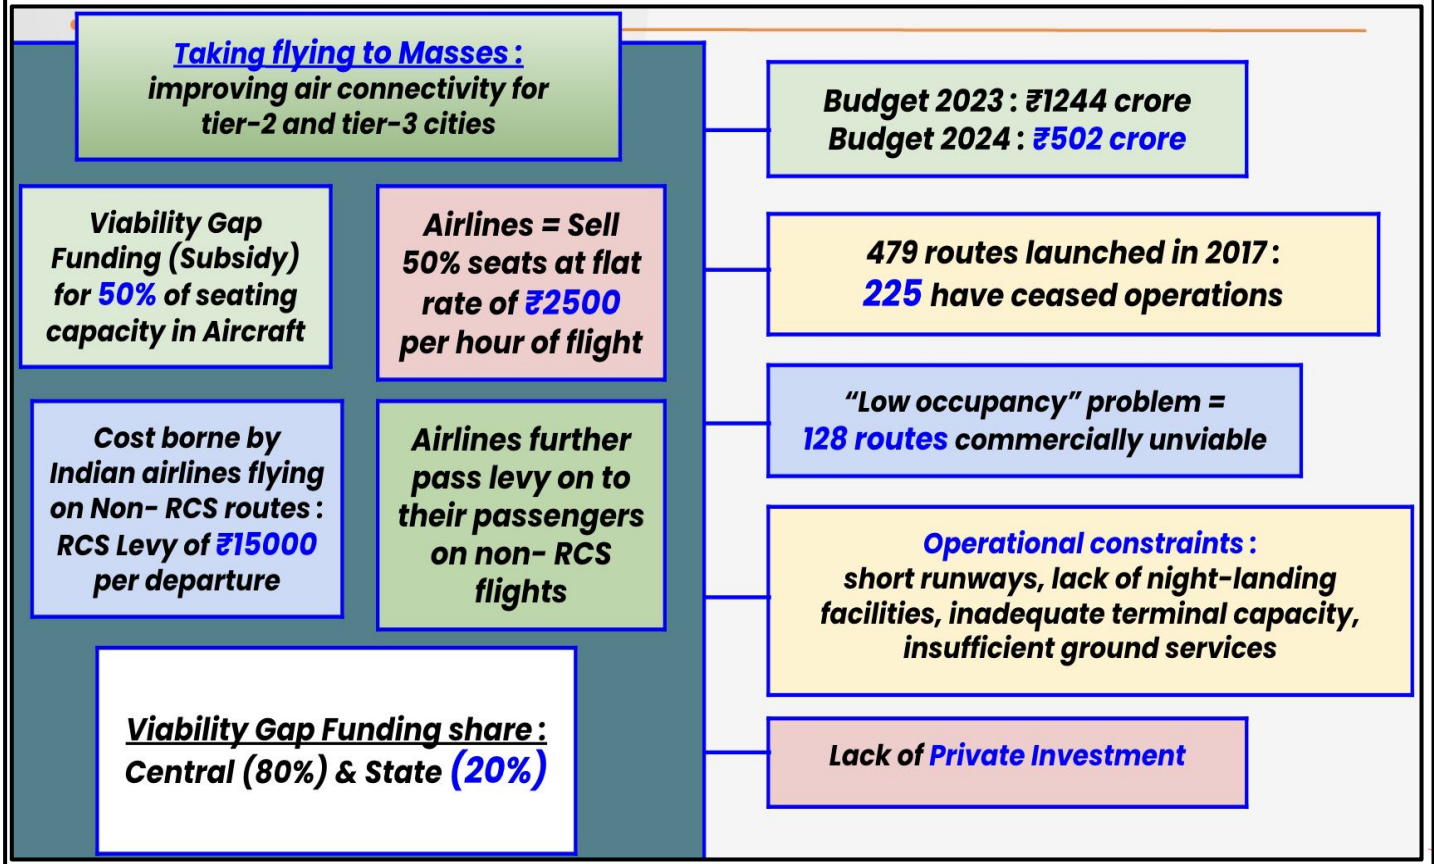 Taking flying to Masses :
improving air connectivity for
tier-2 and tier-3 cities
Viability Gap
Funding (Subsidy)
for 50% of seating
capacity in Aircraft
Airlines = Sell
50% seats at flat
rate of ₹2500
per hour of flight
Cost borne by
Indian airlines flying
on Non- RCS routes :
RCS Levy of ₹15000
per departure
Airlines further
pass levy on to
their passengers
on non- RCS
flights
Viability Gap Funding share :
Central (80%) & State (20%)
Budget 2023 : ₹1244 crore
Budget 2024 : ₹502 crore
479 routes launched in 2017 :
225 have ceased operations
“Low occupancy” problem =
128 routes commercially unviable
Operational constraints :
short runways, lack of night-landing
facilities, inadequate terminal capacity,
insufficient ground services
Lack of Private Investment